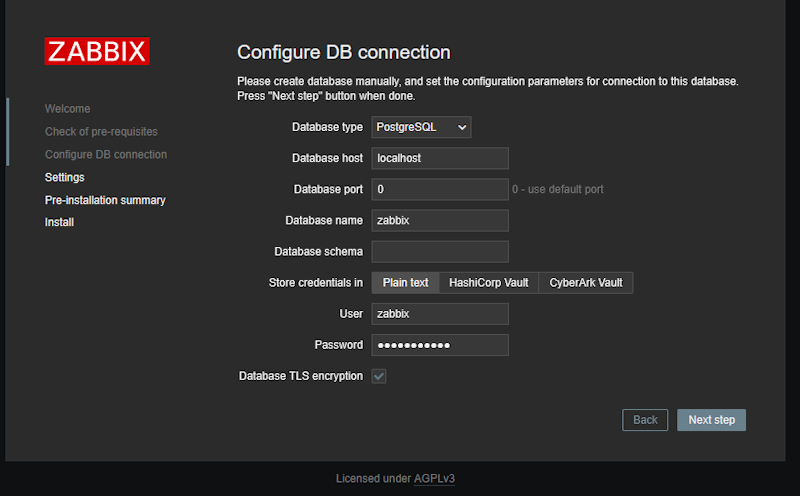 ZABBIX
Welcome
Check of pre-requisites
Configure DB connection
Settings
Pre-installation summary
Install
Configure DB connection
Please create database manually, and set the configuration parameters for connection to this database.
Press "Next step" button when done.
Database type PostgreSQL
Database host localhost
Database port 0 0 - use default port
Database name zabbix
Database schema
Store credentials in Plain text HashiCorp Vault CyberArk Vault
User zabbix
Password ●●●●●●●●●●●
Database TLS encryption
Back Next step
Licensed under AGPLv3